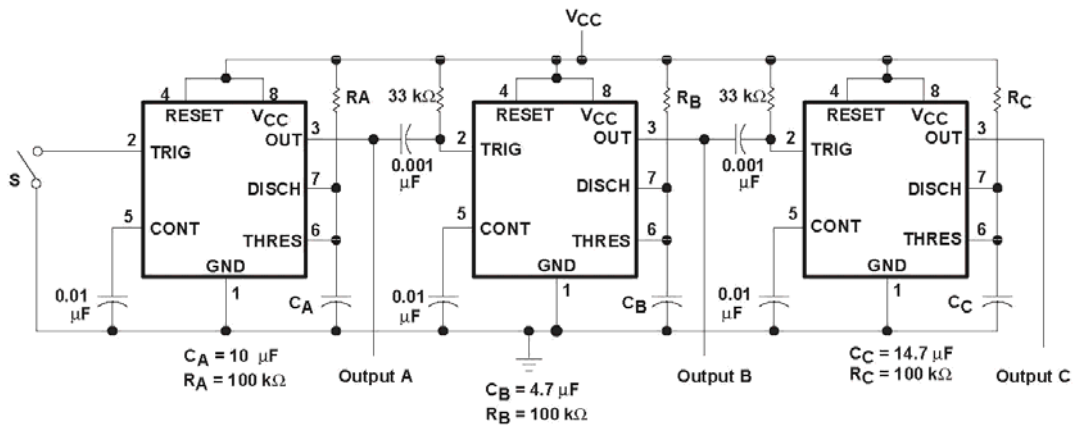 VCC
4
8
RESET
VCC
OUT
3
2
TRIG
DISCH
7
5
CONT
THRES
6
GND
1
S
0.01
μF
RA
33 kΩ
0.001
μF
CA
CA = 10 μF
RA = 100 kΩ
Output A
4
8
RESET
VCC
OUT
3
2
TRIG
DISCH
7
5
CONT
THRES
6
GND
1
0.01
μF
RB
33 kΩ
0.001
μF
CB
CB = 4.7 μF
RB = 100 kΩ
Output B
4
8
RESET
VCC
OUT
3
2
TRIG
DISCH
7
5
CONT
THRES
6
GND
1
0.01
μF
RC
CC
CC = 14.7 μF
RC = 100 kΩ
Output C